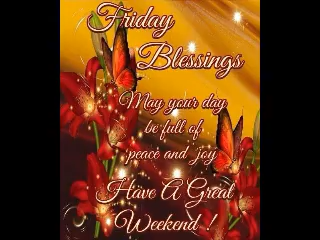 Friday
Blessings
May your day
be full of
peace and joy
Have A Great
Weekend !